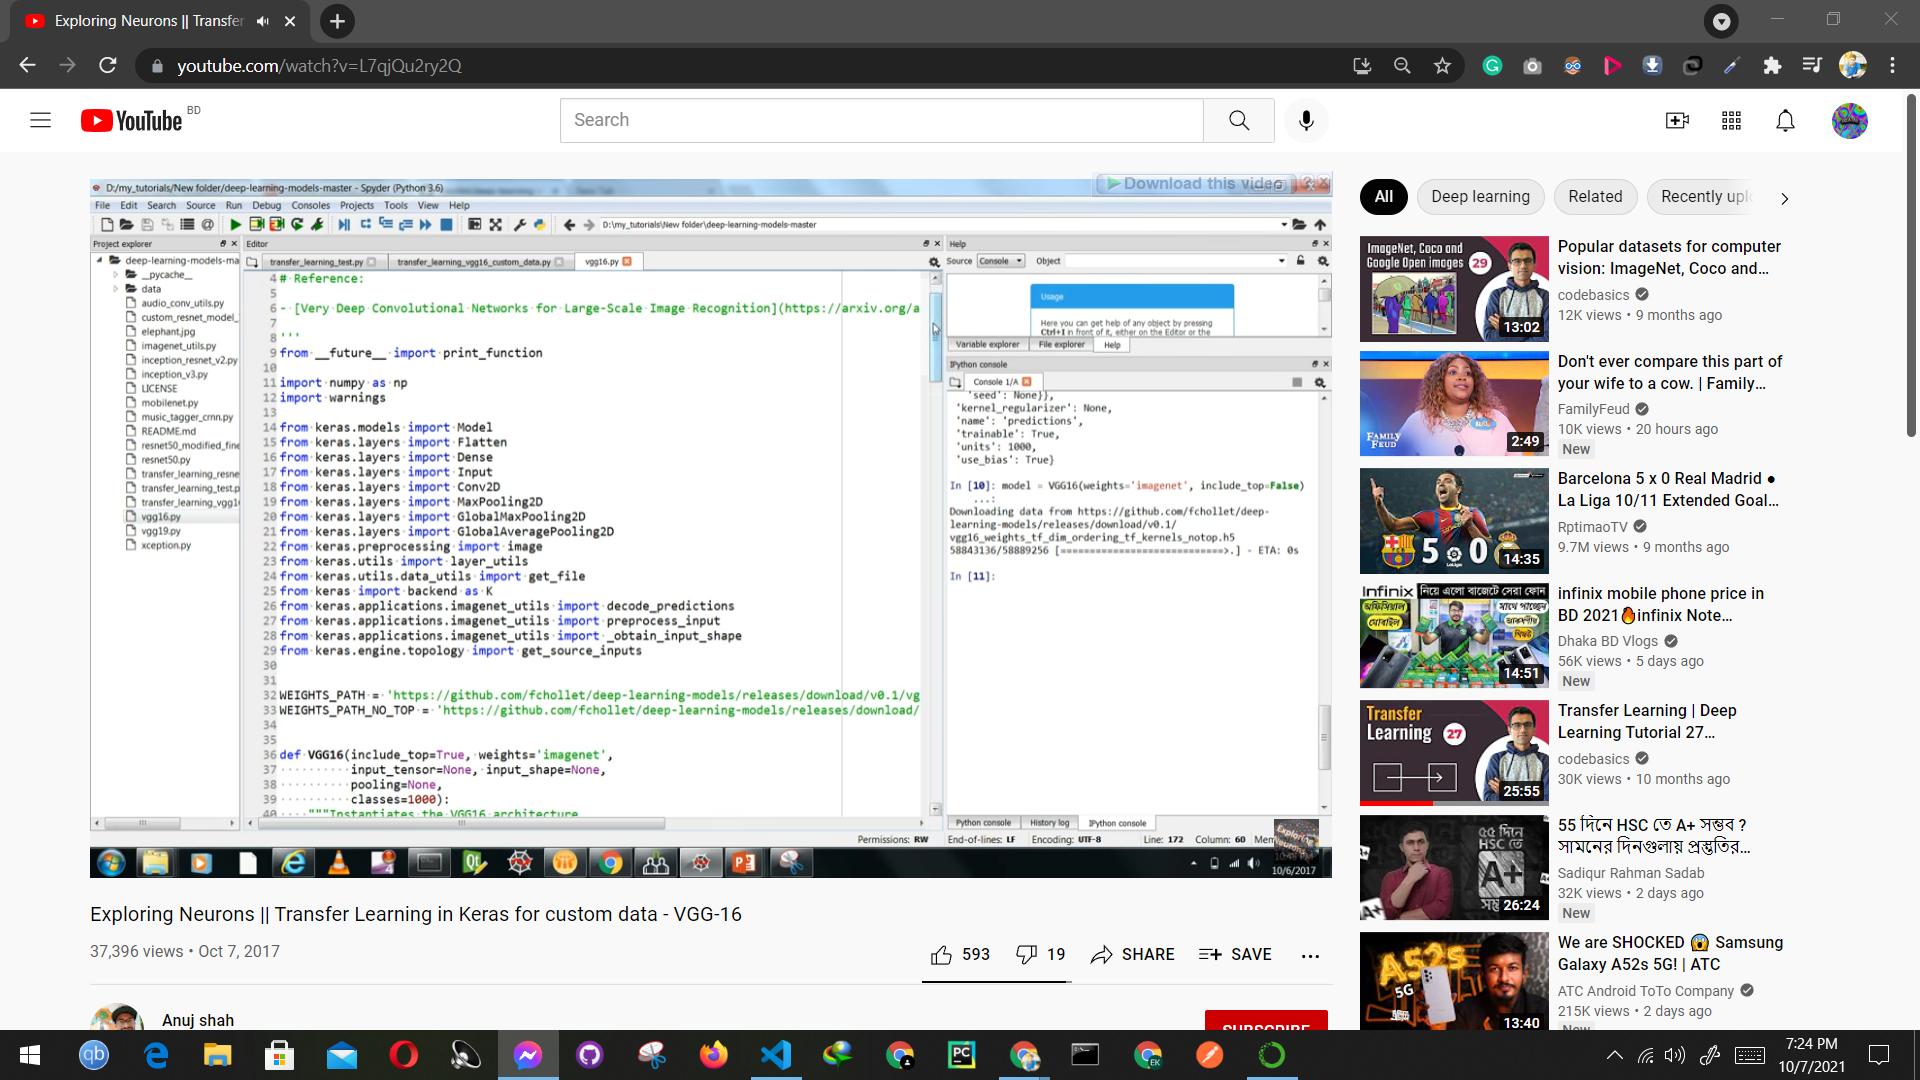 Exploring Neurons || Transfer
youtube.com/watch?v=L7qjQu2ry2Q
YouTube BD
Search
D:/my_tutorials/New folder/deep-learning-models-master - Spyder (Python 3.6)
Download this video
File Edit Search Source Run Debug Consoles Projects Tools View Help
D:\my_tutorials\New folder\deep-learning-models-master
Project explorer
deep-learning-models-ma
__pycache__
data
audio_conv_utils.py
custom_resnet_model_
elephant.jpg
imagenet_utils.py
inception_resnet_v2.py
inception_v3.py
LICENSE
mobilenet.py
music_tagger_crnn.py
README.md
resnet50_modified_fine
resnet50.py
transfer_learning_resne
transfer_learning_test.p
transfer_learning_vgg1
vgg16.py
vgg19.py
xception.py
Editor
transfer_learning_test.py transfer_learning_vgg16_custom_data.py vgg16.py
4 # Reference:
5
6 - [Very Deep Convolutional Networks for Large-Scale Image Recognition](https://arxiv.org/a
7
8 '''
9 from __future__ import print_function
10
11 import numpy as np
12 import warnings
13
14 from keras.models import Model
15 from keras.layers import Flatten
16 from keras.layers import Dense
17 from keras.layers import Input
18 from keras.layers import Conv2D
19 from keras.layers import MaxPooling2D
20 from keras.layers import GlobalMaxPooling2D
21 from keras.layers import GlobalAveragePooling2D
22 from keras.preprocessing import image
23 from keras.utils import layer_utils
24 from keras.utils.data_utils import get_file
25 from keras import backend as K
26 from keras.applications.imagenet_utils import decode_predictions
27 from keras.applications.imagenet_utils import preprocess_input
28 from keras.applications.imagenet_utils import _obtain_input_shape
29 from keras.engine.topology import get_source_inputs
30
31
32 WEIGHTS_PATH = 'https://github.com/fchollet/deep-learning-models/releases/download/v0.1/vg
33 WEIGHTS_PATH_NO_TOP = 'https://github.com/fchollet/deep-learning-models/releases/download/
34
35
36 def VGG16(include_top=True, weights='imagenet',
37 input_tensor=None, input_shape=None,
38 pooling=None,
39 classes=1000):
40 """Instantiates the VGG16 architecture
Help
Source Console Object
Usage
Here you can get help of any object by pressing
Ctrl+I in front of it, either on the Editor or the
Variable explorer File explorer Help
IPython console
Console 1/A
'seed': None}},
'kernel_regularizer': None,
'name': 'predictions',
'trainable': True,
'units': 1000,
'use_bias': True}
In [10]: model = VGG16(weights='imagenet', include_top=False)
...:
Downloading data from https://github.com/fchollet/deep-
learning-models/releases/download/v0.1/
vgg16_weights_tf_dim_ordering_tf_kernels_notop.h5
58843136/58889256 [============================>.] - ETA: 0s
In [11]:
Python console History log IPython console
Permissions: RW End-of-lines: LF Encoding: UTF-8 Line: 172 Column: 60 Mem
Exploring Neurons
10/6/2017
Exploring Neurons || Transfer Learning in Keras for custom data - VGG-16
37,396 views • Oct 7, 2017
593 19 SHARE SAVE
Anuj shah
SUBSCRIBE
All Deep learning Related Recently uplo
ImageNet, Coco and
Google Open images 29
13:02
Popular datasets for computer
vision: ImageNet, Coco and...
codebasics
12K views • 9 months ago
FAMILY
FEUD
2:49
Don't ever compare this part of
your wife to a cow. | Family...
FamilyFeud
10K views • 20 hours ago
New
5 0
14:35
Barcelona 5 x 0 Real Madrid ●
La Liga 10/11 Extended Goal...
RptimaoTV
9.7M views • 9 months ago
Infinix নিয়ে এলো বাজেটে সেরা ফোন
মোবাইল
14:51
infinix mobile phone price in
BD 2021🔥infinix Note...
Dhaka BD Vlogs
56K views • 5 days ago
New
Transfer
Learning 27
25:55
Transfer Learning | Deep
Learning Tutorial 27...
codebasics
30K views • 10 months ago
৫৫ দিনে
HSC তে
A+
26:24
55 দিনে HSC তে A+ সম্ভব ?
সামনের দিনগুলায় প্রস্তুতির...
Sadiqur Rahman Sadab
32K views • 2 days ago
New
A52s
5G
13:40
We are SHOCKED 😱 Samsung
Galaxy A52s 5G! | ATC
ATC Android ToTo Company
215K views • 2 days ago
New
7:24 PM
10/7/2021